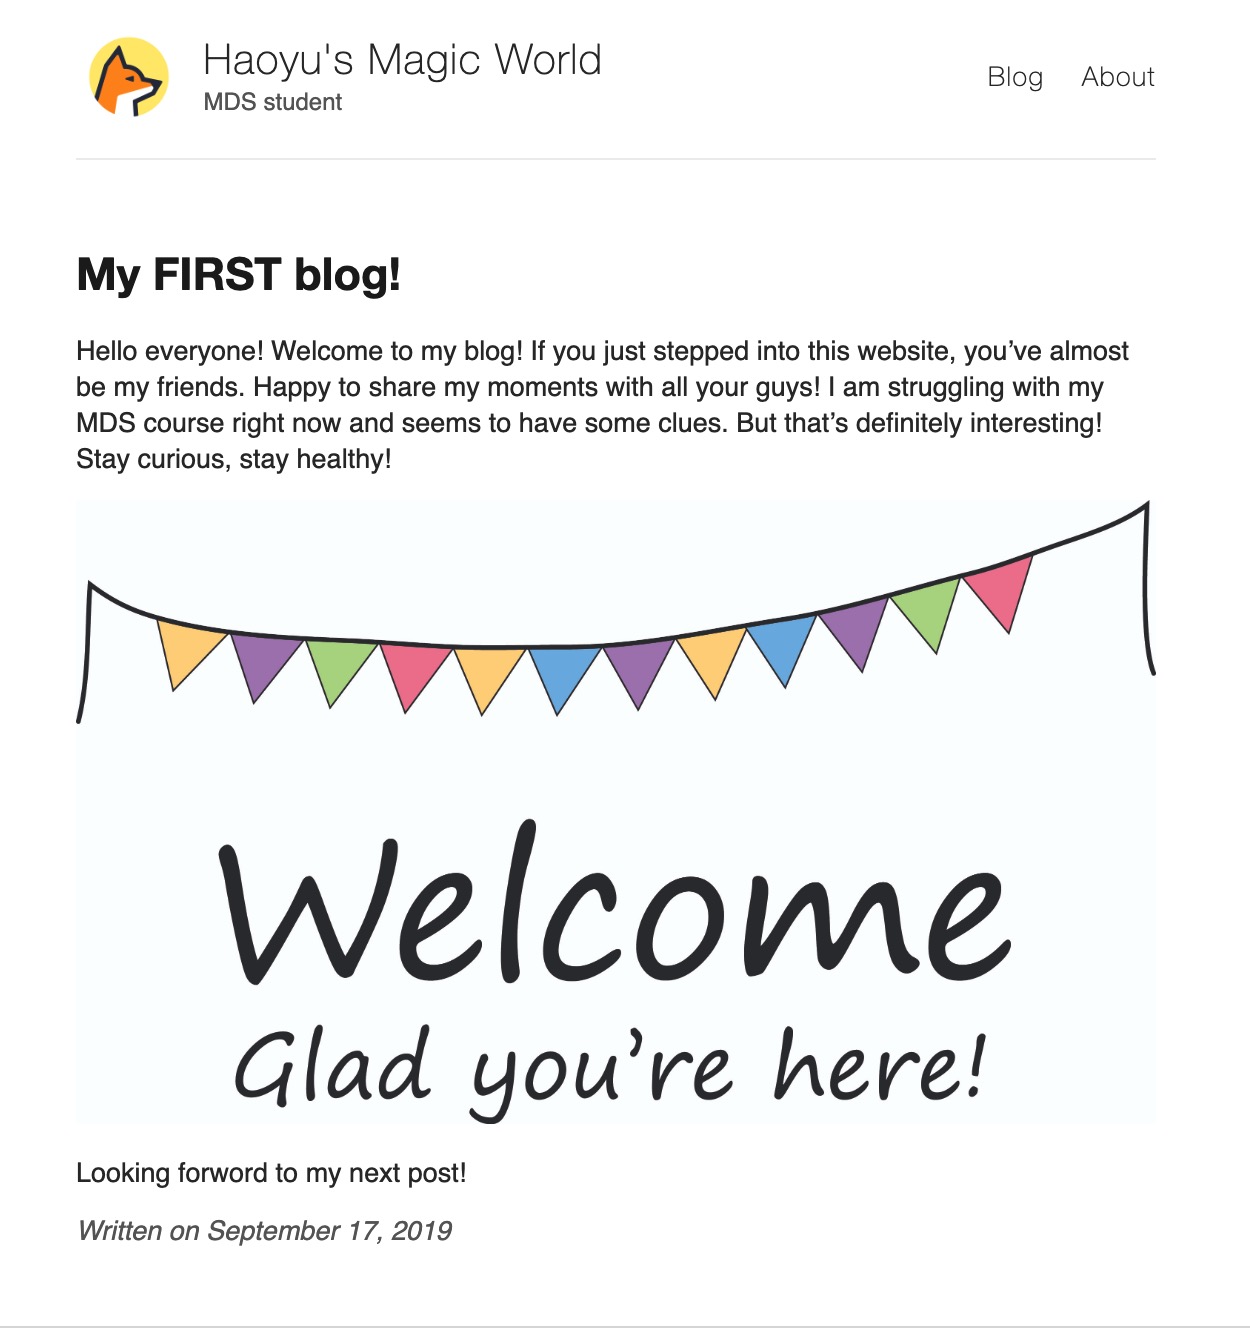 Haoyu's Magic World
MDS student
Blog About
My FIRST blog!
Hello everyone! Welcome to my blog! If you just stepped into this website, you’ve almost
be my friends. Happy to share my moments with all your guys! I am struggling with my
MDS course right now and seems to have some clues. But that’s definitely interesting!
Stay curious, stay healthy!
Welcome
Glad you’re here!
Looking forword to my next post!
Written on September 17, 2019